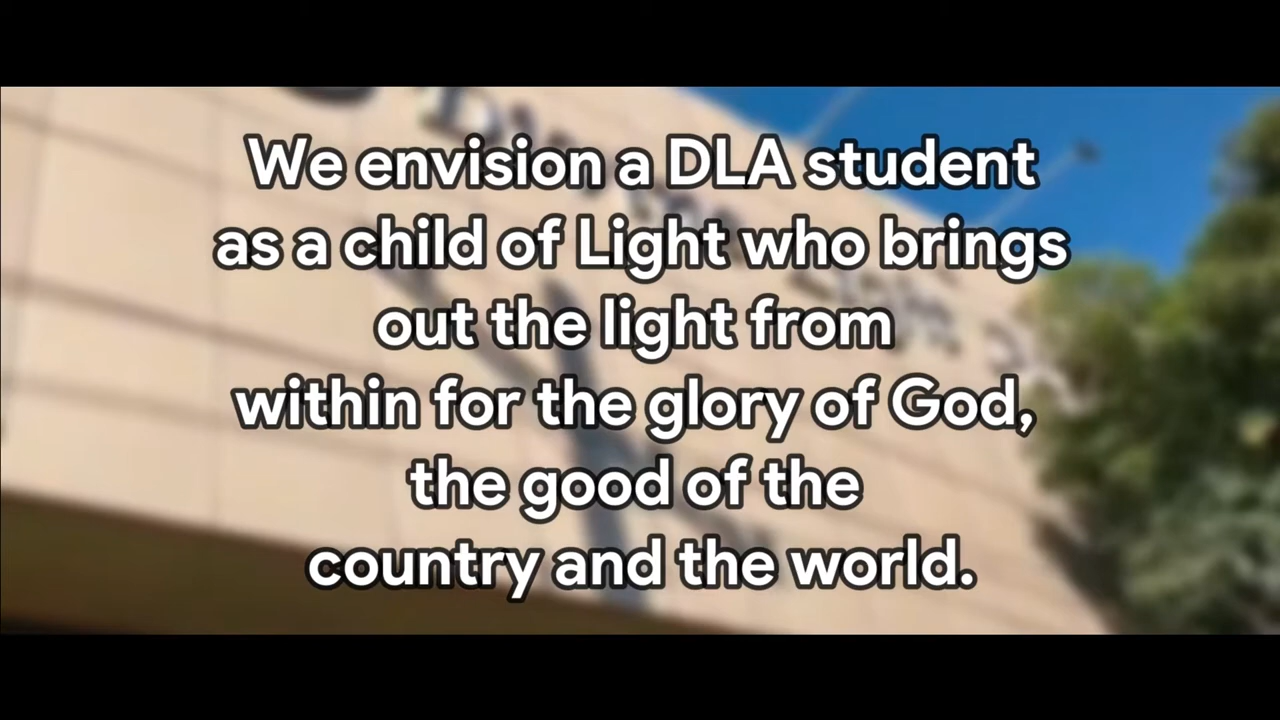 We envision a DLA student
as a child of Light who brings
out the light from
within for the glory of God,
the good of the
country and the world.